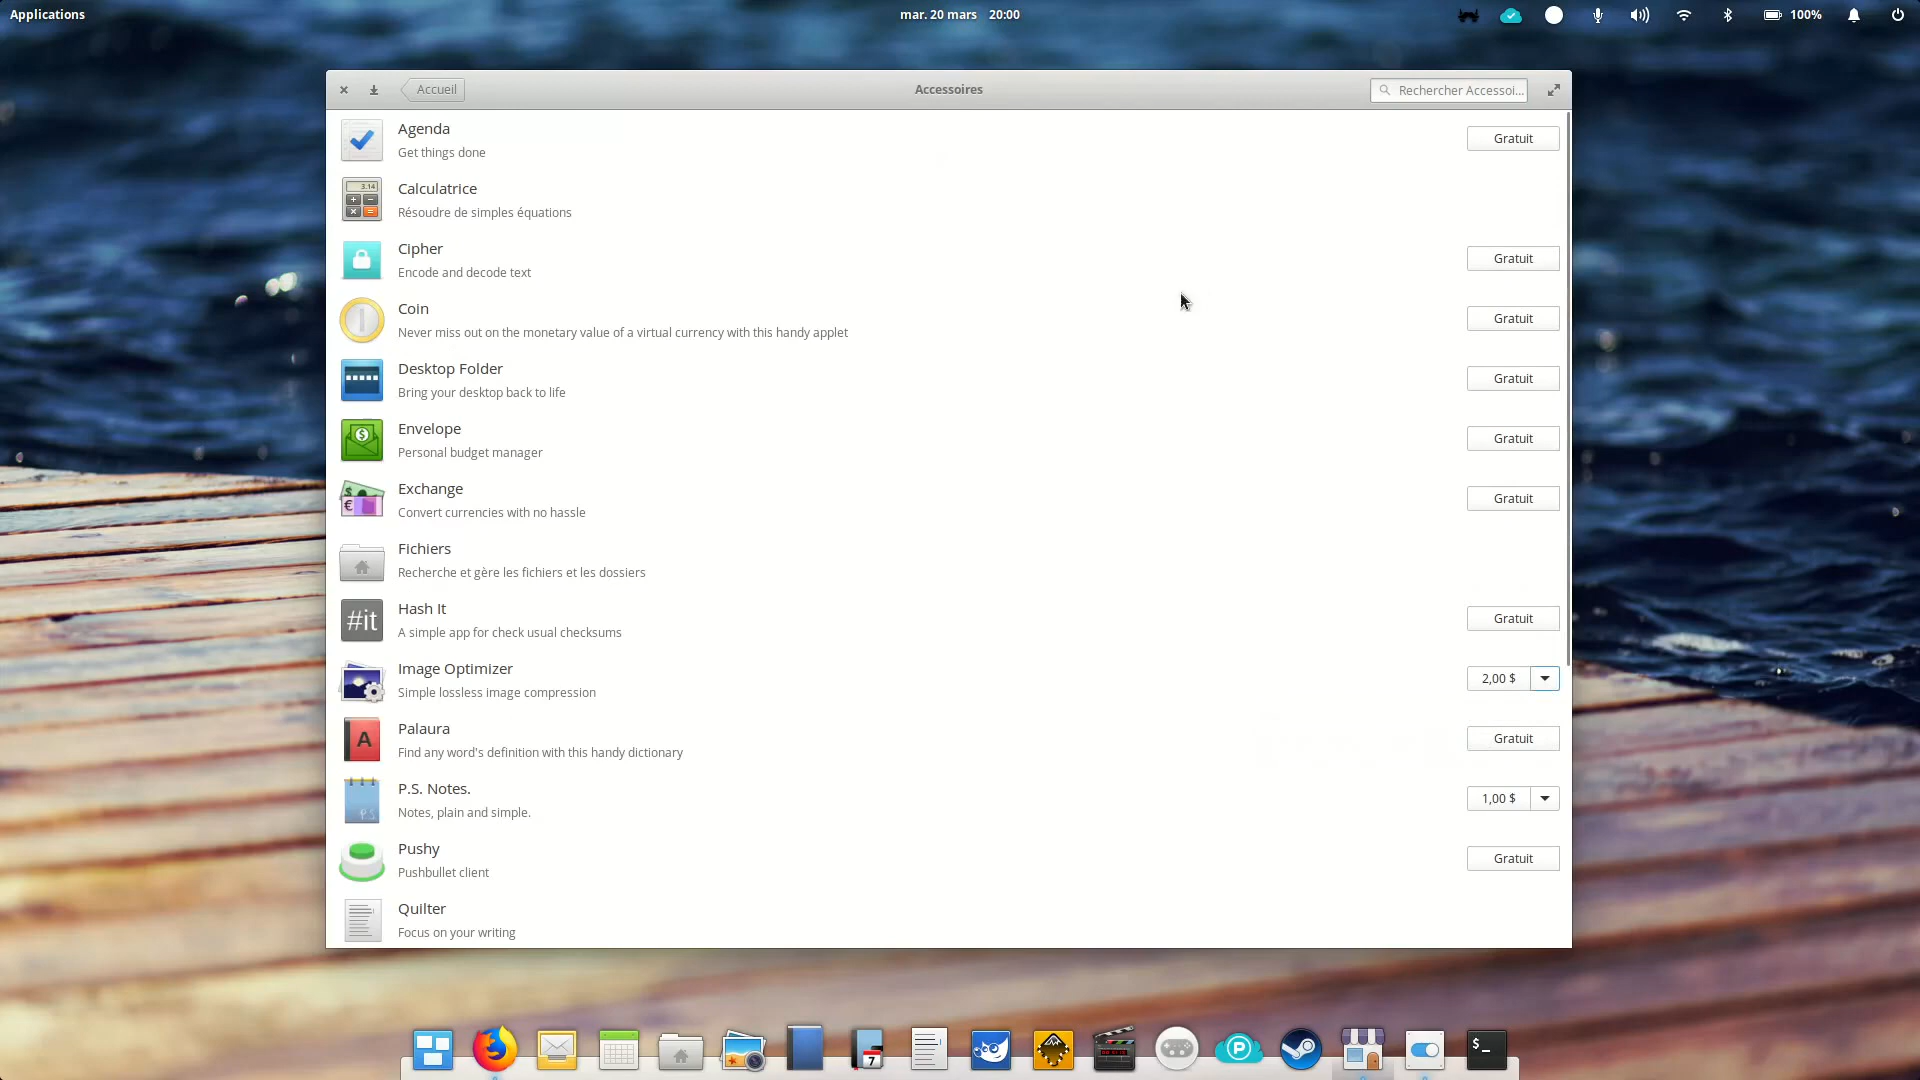 Applications
mar. 20 mars 20:00
100%
Accueil
Accessoires
Rechercher Accessoi...
Agenda
Get things done
Gratuit
3.14
Calculatrice
Résoudre de simples équations
Cipher
Encode and decode text
Gratuit
Coin
Never miss out on the monetary value of a virtual currency with this handy applet
Gratuit
Desktop Folder
Bring your desktop back to life
Gratuit
$
Envelope
Personal budget manager
Gratuit
$
€
Exchange
Convert currencies with no hassle
Gratuit
Fichiers
Recherche et gère les fichiers et les dossiers
#it
Hash It
A simple app for check usual checksums
Gratuit
Image Optimizer
Simple lossless image compression
2,00 $
A
Palaura
Find any word's definition with this handy dictionary
Gratuit
P.S
P.S. Notes.
Notes, plain and simple.
1,00 $
Pushy
Pushbullet client
Gratuit
Quilter
Focus on your writing
7
P
$_